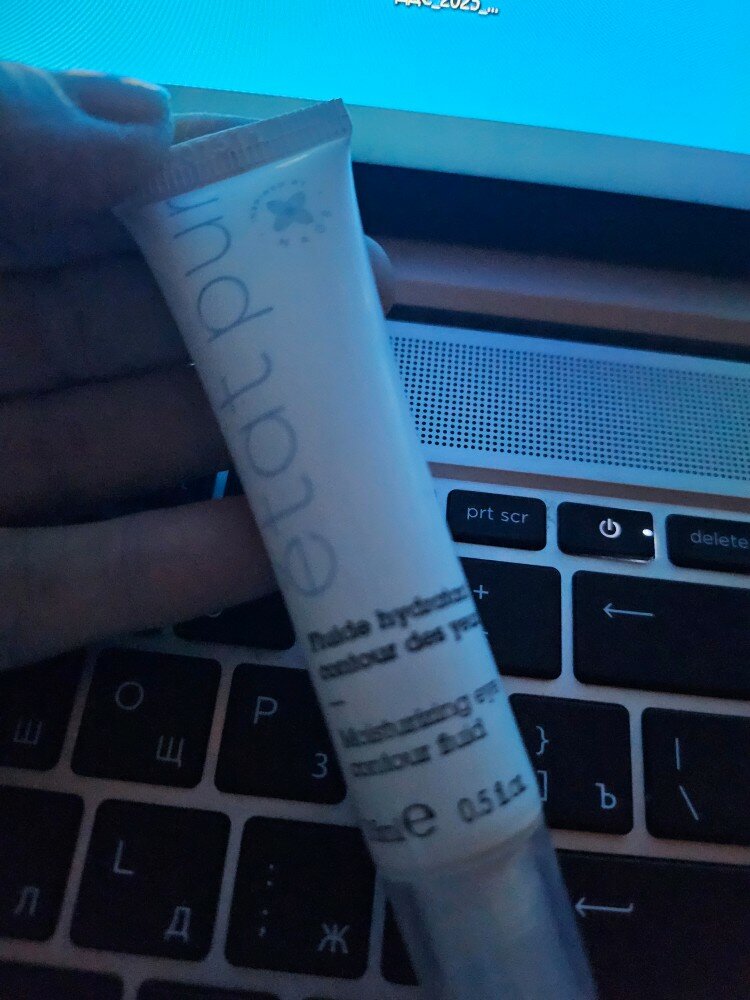 ДДС_2025_...
etat pur
fluide hydratant
contour des yeux
–
Moisturizing eye
contour fluid
15ml e 0.5 fl.oz
prt scr
delete
+
}
|
\
Ъ
O
Щ
Ш
P
З
L
Д
Л
:
;
Ж